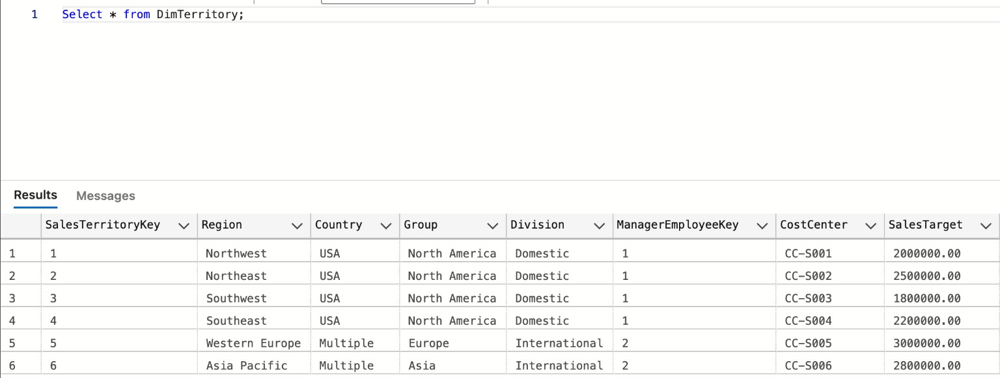 1 Select * from DimTerritory;
Results Messages
SalesTerritoryKey Region Country Group Division ManagerEmployeeKey CostCenter SalesTarget
1 1 Northwest USA North America Domestic 1 CC-S001 2000000.00
2 2 Northeast USA North America Domestic 1 CC-S002 2500000.00
3 3 Southwest USA North America Domestic 1 CC-S003 1800000.00
4 4 Southeast USA North America Domestic 1 CC-S004 2200000.00
5 5 Western Europe Multiple Europe International 2 CC-S005 3000000.00
6 6 Asia Pacific Multiple Asia International 2 CC-S006 2800000.00